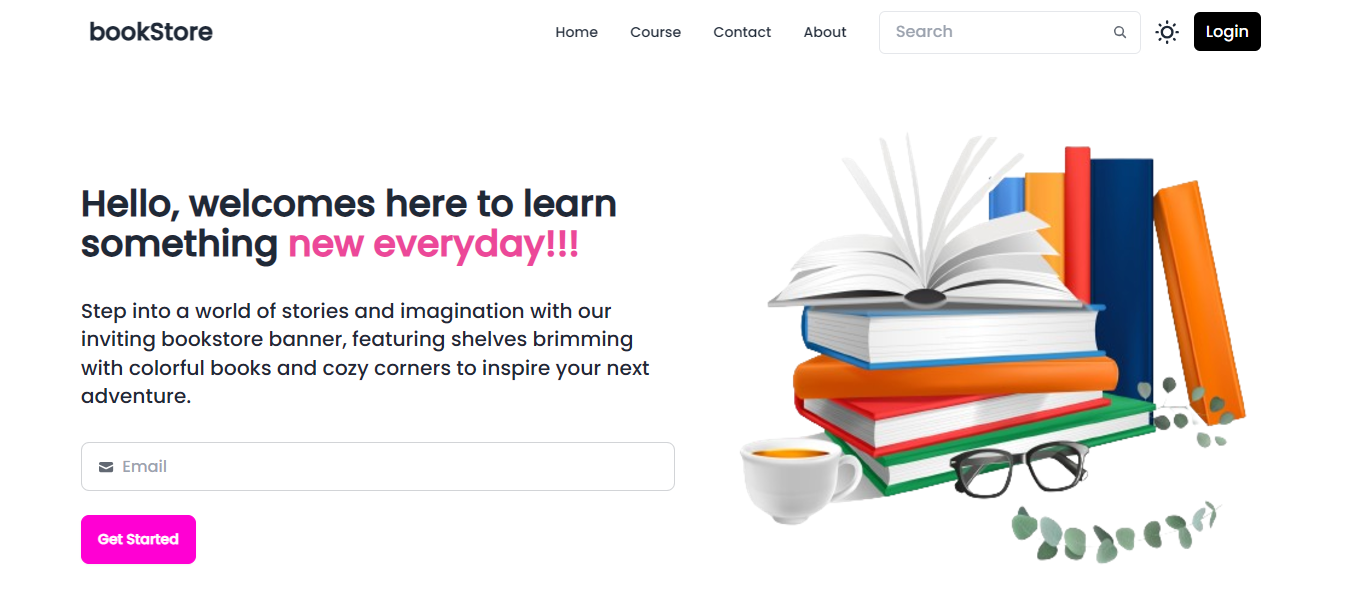 bookStore
Home
Course
Contact
About
Search
Login
Hello, welcomes here to learn
something new everyday!!!
Step into a world of stories and imagination with our
inviting bookstore banner, featuring shelves brimming
with colorful books and cozy corners to inspire your next
adventure.
Email
Get Started